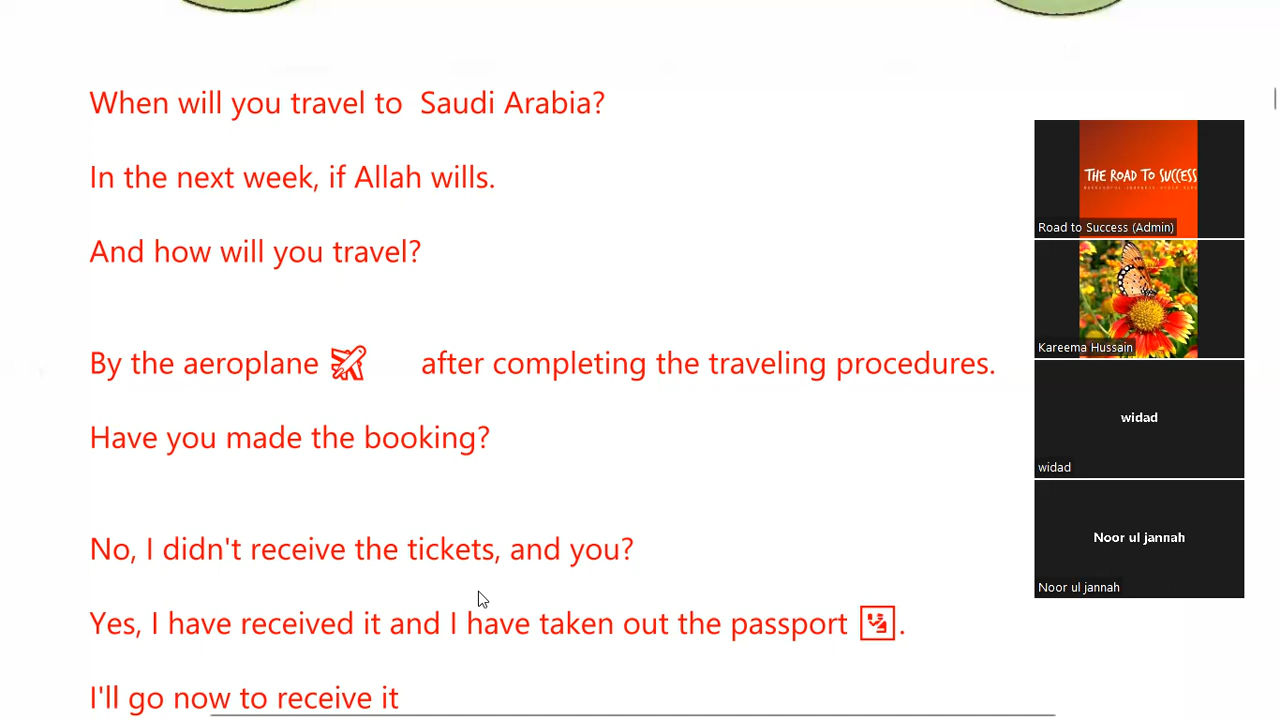 When will you travel to Saudi Arabia?
In the next week, if Allah wills.
And how will you travel?
By the aeroplane after completing the traveling procedures.
Have you made the booking?
No, I didn't receive the tickets, and you?
Yes, I have received it and I have taken out the passport .
I'll go now to receive it
THE ROAD TO SUCCESS
Road to Success (Admin)
Kareema Hussain
widad
widad
Noor ul jannah
Noor ul jannah